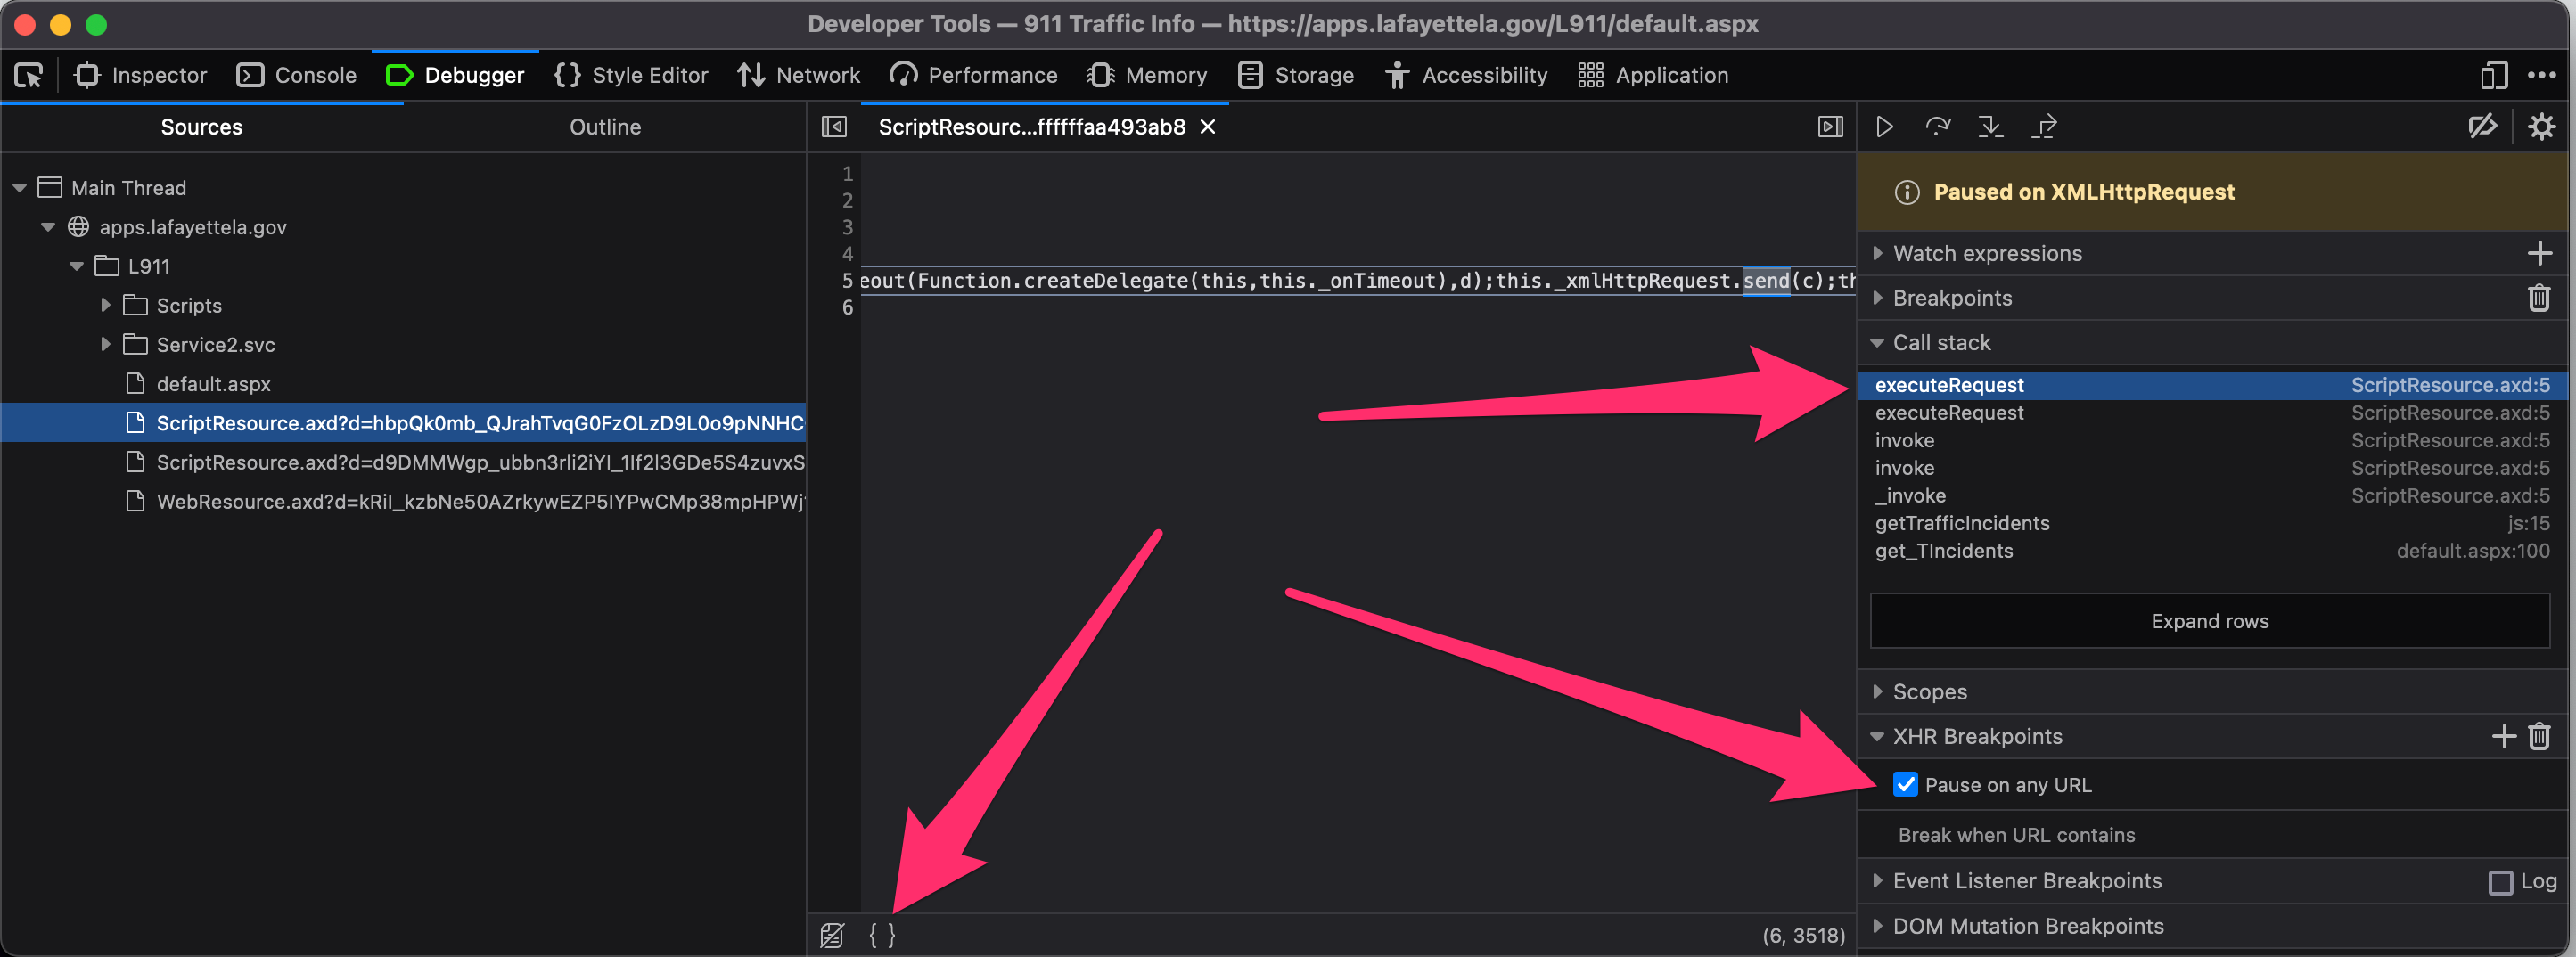 Developer Tools — 911 Traffic Info — https://apps.lafayettela.gov/L911/default.aspx
Inspector Console Debugger Style Editor Network Performance Memory Storage Accessibility Application
Sources Outline
ScriptResourc...ffffffaa493ab8
Main Thread
apps.lafayettela.gov
L911
Scripts
Service2.svc
default.aspx
ScriptResource.axd?d=hbpQk0mb_QJrahTvqG0FzOLzD9L0o9pNNHC
ScriptResource.axd?d=d9DMMWgp_ubbn3rli2iYl_1If2l3GDe5S4zuvxS
WebResource.axd?d=kRiI_kzbNe50AZrkywEZP5IYPwCMp38mpHPWj
1
2
3
4
5 eout(Function.createDelegate(this,this._onTimeout),d);this._xmlHttpRequest.send(c);th
6
{ } (6, 3518)
Paused on XMLHttpRequest
Watch expressions
Breakpoints
Call stack
executeRequest ScriptResource.axd:5
executeRequest ScriptResource.axd:5
invoke ScriptResource.axd:5
invoke ScriptResource.axd:5
_invoke ScriptResource.axd:5
getTrafficIncidents js:15
get_TIncidents default.aspx:100
Expand rows
Scopes
XHR Breakpoints
Pause on any URL
Break when URL contains
Event Listener Breakpoints Log
DOM Mutation Breakpoints